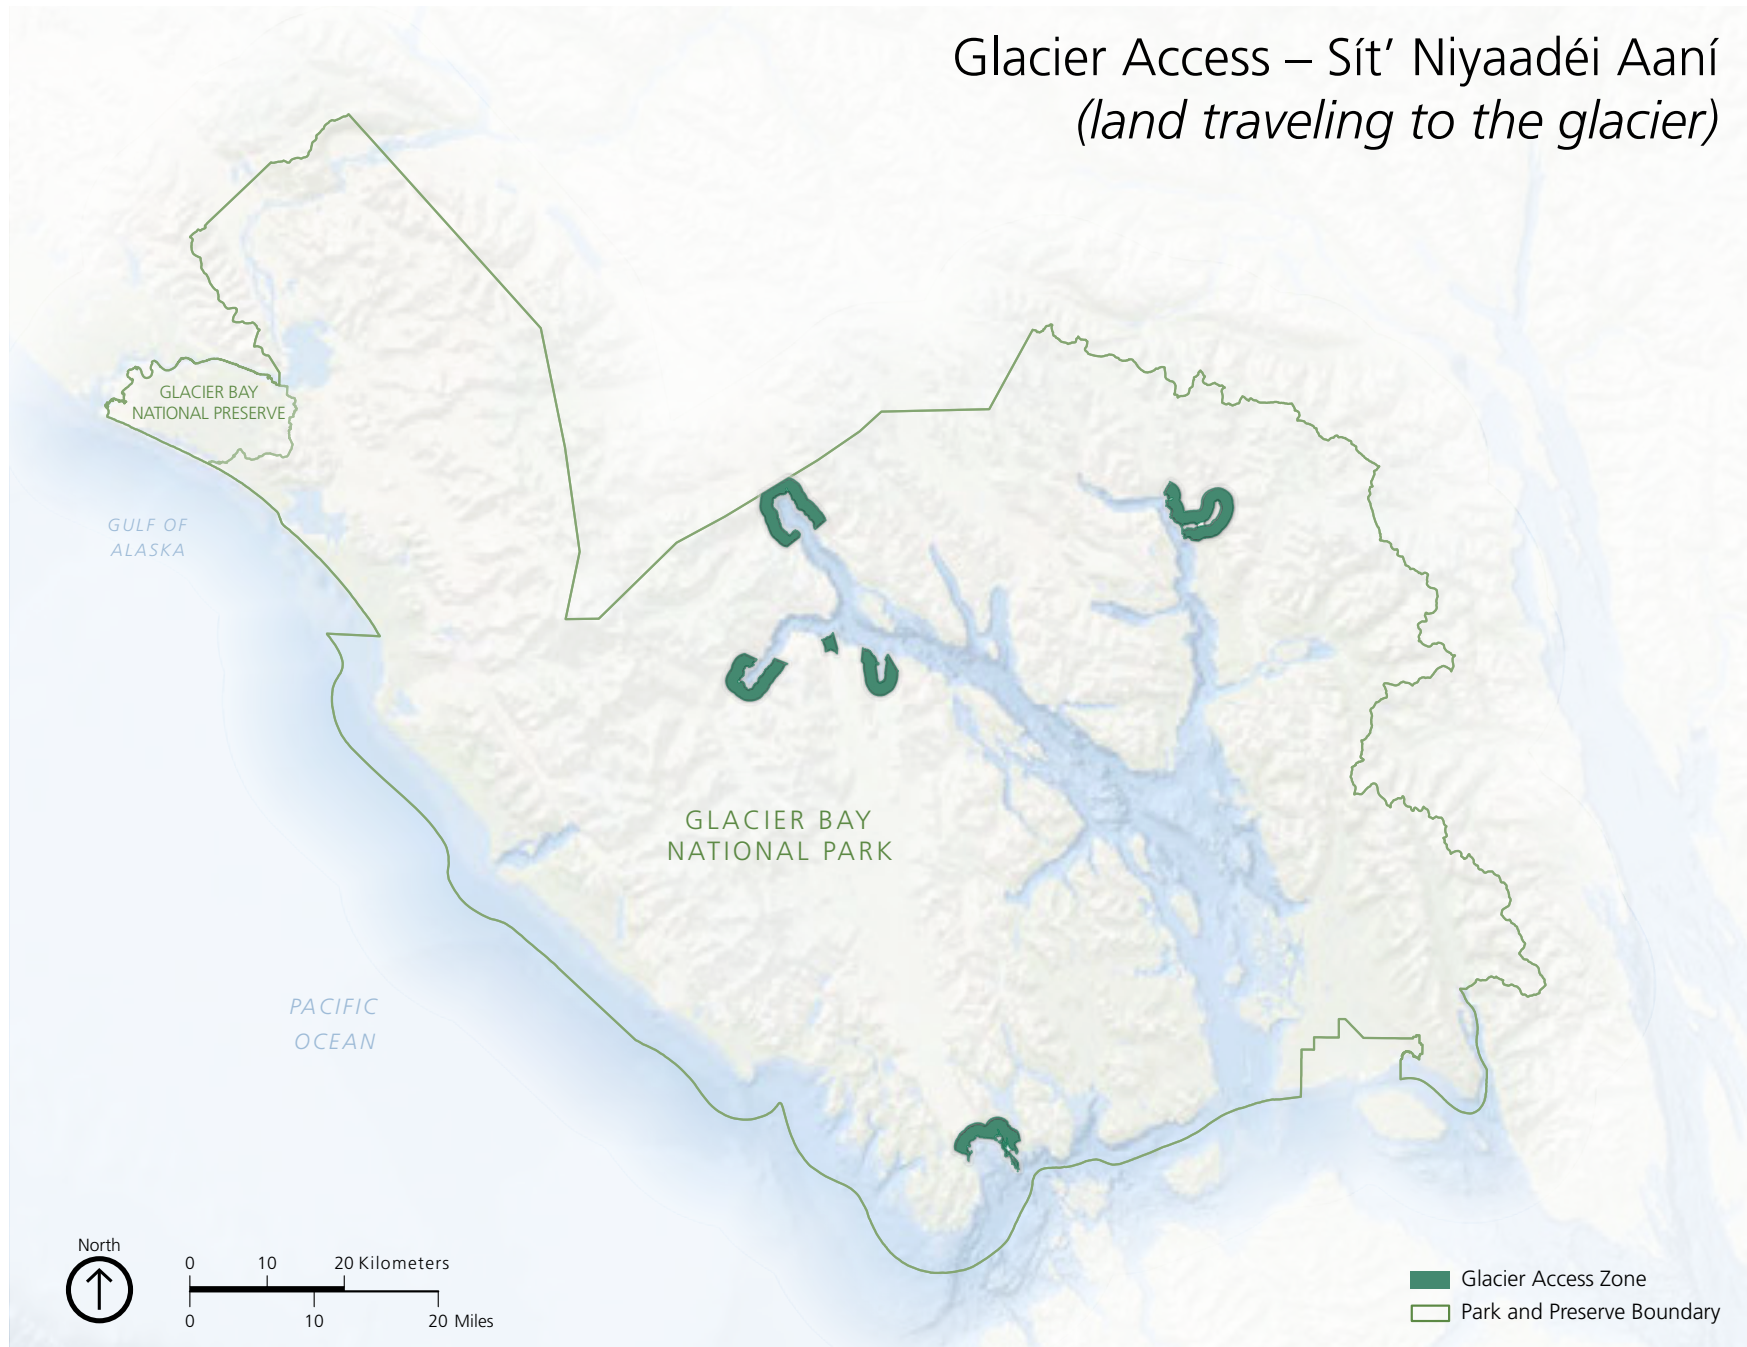 Glacier Access – Sít’ Niyaadéi Aaní
(land traveling to the glacier)
GLACIER BAY
NATIONAL PRESERVE
GULF OF
ALASKA
GLACIER BAY
NATIONAL PARK
PACIFIC
OCEAN
North
0 10 20 Kilometers
0 10 20 Miles
Glacier Access Zone
Park and Preserve Boundary